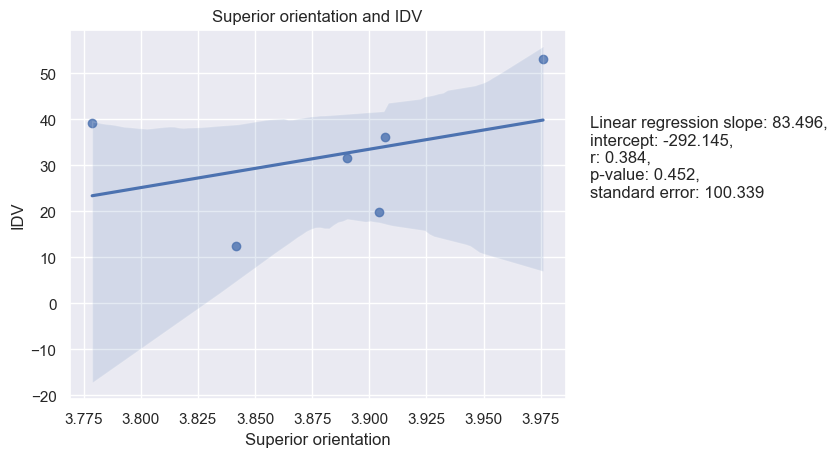 Superior orientation and IDV
IDV
50
40
30
20
10
0
−10
−20
3.775 3.800 3.825 3.850 3.875 3.900 3.925 3.950 3.975
Superior orientation
Linear regression slope: 83.496,
intercept: -292.145,
r: 0.384,
p-value: 0.452,
standard error: 100.339